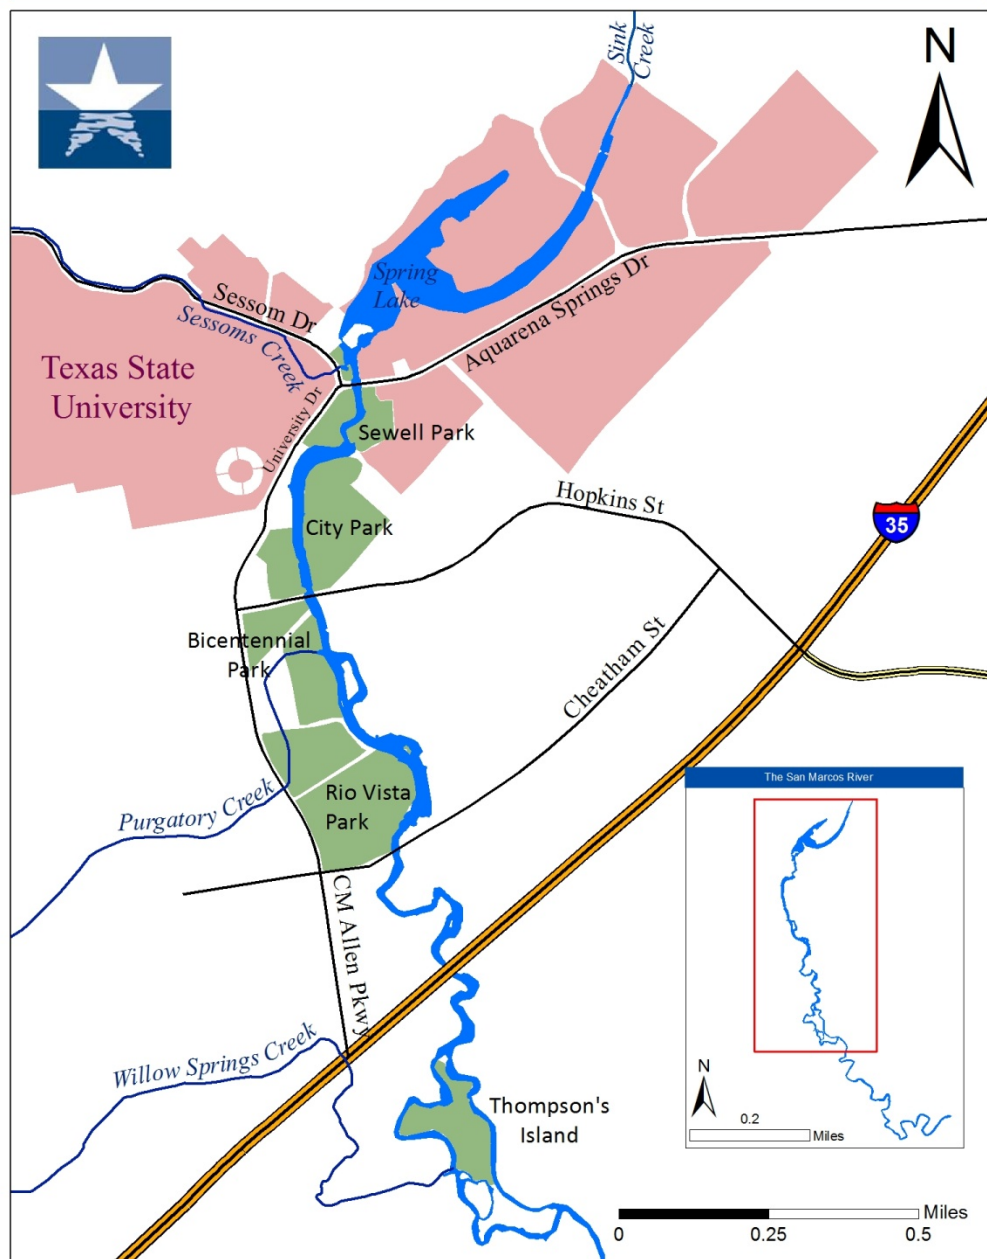 Sink
Creek
N
Spring
Lake
Sessom Dr
Sessoms Creek
Aquarena Springs Dr
Texas State
University
University Dr
Sewell Park
Hopkins St
35
City Park
Bicentennial
Park
Cheatham St
The San Marcos River
Rio Vista
Park
Purgatory Creek
CM Allen Pkwy
Willow Springs Creek
N
0.2
Miles
Thompson's
Island
Miles
0
0.25
0.5